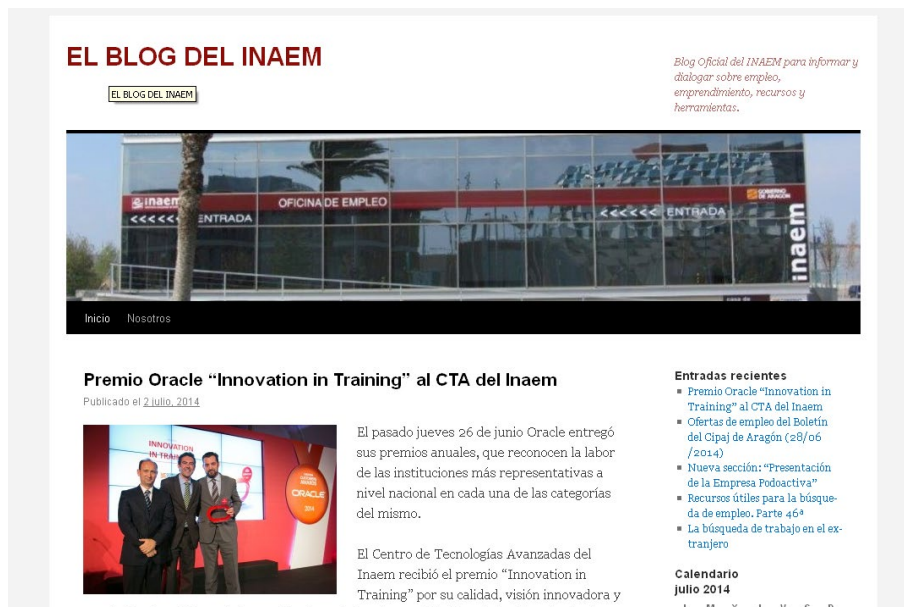 EL BLOG DEL INAEM
EL BLOG DEL INAEM
Blog Oficial del INAEM para informar y
dialogar sobre empleo,
emprendimiento, recursos y
herramientas.
inaem
OFICINA DE EMPLEO
GOBIERNO
DE ARAGON
<<<<< ENTRADA
<<<<<< ENTRADA
inaem
Inicio Nosotros
Premio Oracle “Innovation in Training” al CTA del Inaem
Publicado el 2 julio, 2014
INNOVATION
IN TRAINING
ORACLE
2014
El pasado jueves 26 de junio Oracle entregó
sus premios anuales, que reconocen la labor
de las instituciones más representativas a
nivel nacional en cada una de las categorías
del mismo.
El Centro de Tecnologías Avanzadas del
Inaem recibió el premio “Innovation in
Training” por su calidad, visión innovadora y
Entradas recientes
Premio Oracle “Innovation in
Training” al CTA del Inaem
Ofertas de empleo del Boletín
del Cipaj de Aragón (28/06
/2014)
Nueva sección: “Presentación
de la Empresa Podoactiva”
Recursos útiles para la búsque-
da de empleo. Parte 46ª
La búsqueda de trabajo en el ex-
tranjero
Calendario
julio 2014